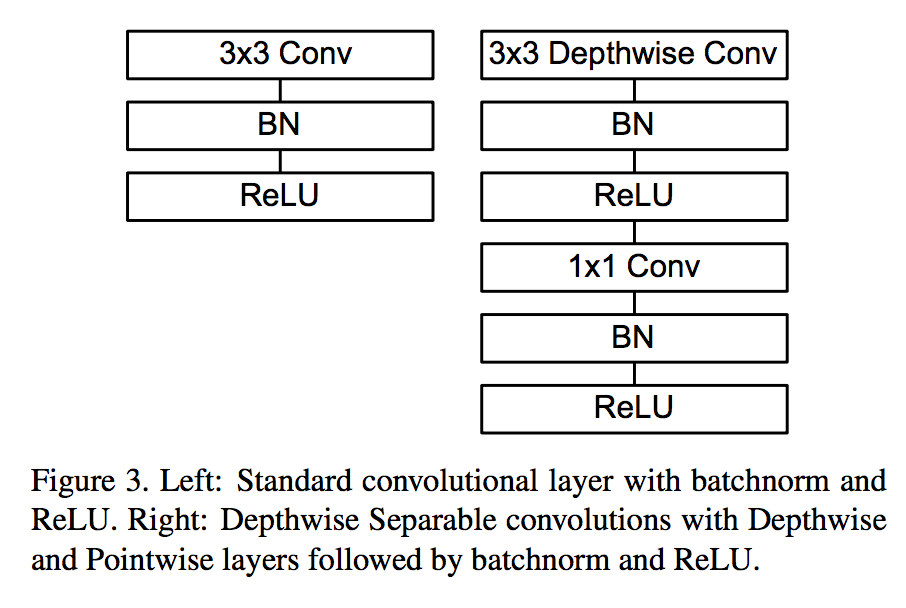 3x3 Conv
BN
ReLU
3x3 Depthwise Conv
BN
ReLU
1x1 Conv
BN
ReLU
Figure 3. Left: Standard convolutional layer with batchnorm and
ReLU. Right: Depthwise Separable convolutions with Depthwise
and Pointwise layers followed by batchnorm and ReLU.